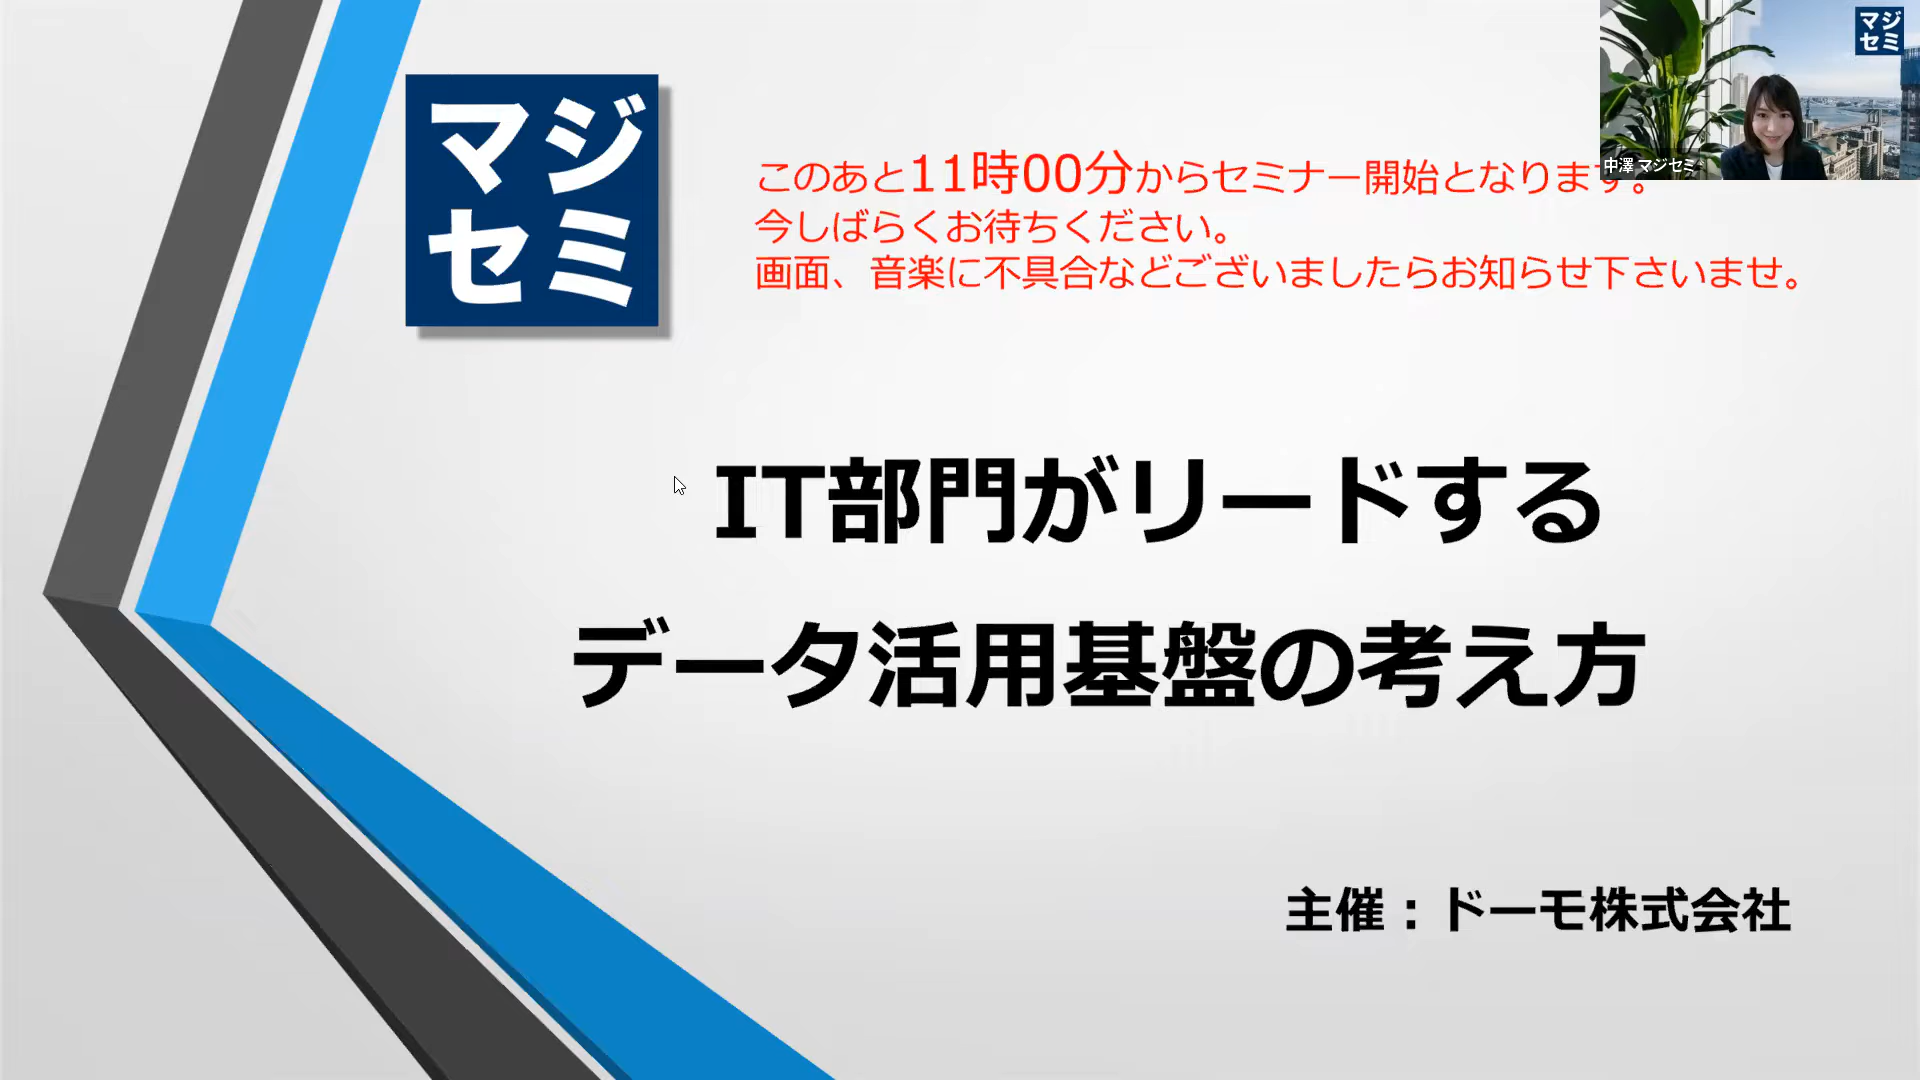 マジ
セミ
このあと11時00分からセミナー開始となります。
今しばらくお待ちください。
画面、音楽に不具合などございましたらお知らせ下さいませ。
IT部門がリードする
データ活用基盤の考え方
主催：ドーモ株式会社
マジ
セミ
中澤 マジセミ